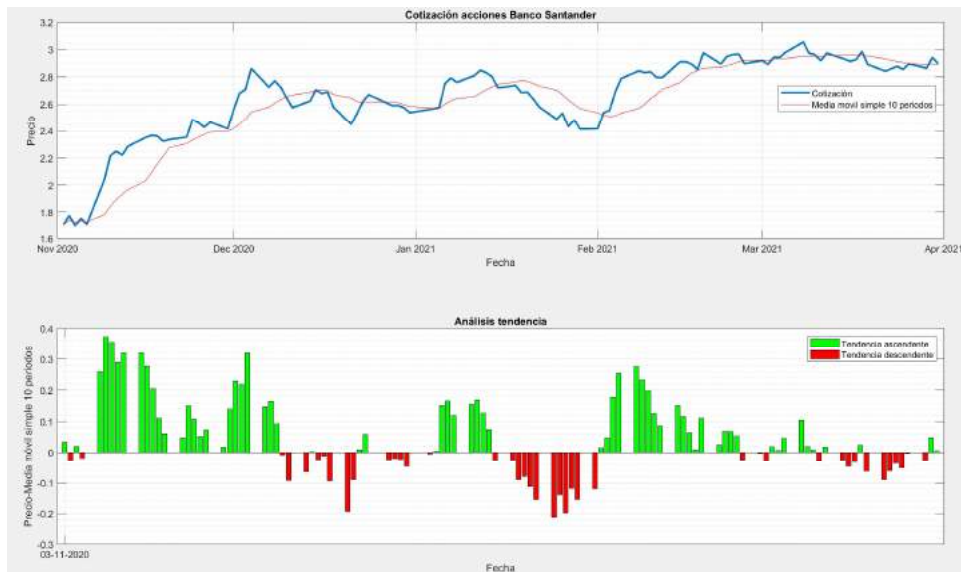 Cotización acciones Banco Santander
Precio
3.2
3
2.8
2.6
2.4
2.2
2
1.8
1.6
Cotización
Media movil simple 10 periodos
Nov 2020
Dec 2020
Jan 2021
Feb 2021
Mar 2021
Apr 2021
Fecha
Análisis tendencia
Precio-Media móvil simple 10 períodos
0.4
0.3
0.2
0.1
0
-0.1
-0.2
-0.3
Tendencia ascendente
Tendencia descendente
03-11-2020
Fecha